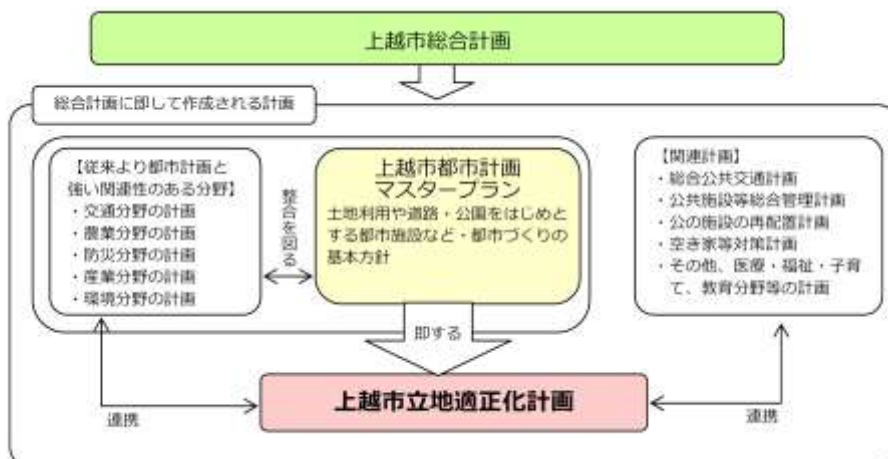 上越市総合計画
総合計画に即して作成される計画
【従来より都市計画と
強い関連性のある分野】
・交通分野の計画
・農業分野の計画
・防災分野の計画
・産業分野の計画
・環境分野の計画
整合を図る
上越市都市計画
マスタープラン
土地利用や道路・公園をはじめと
する都市施設など・都市づくりの
基本方針
【関連計画】
・総合公共交通計画
・公共施設等総合管理計画
・公の施設の再配置計画
・空き家等対策計画
・その他、医療・福祉・子育
て、教育分野等の計画
即する
上越市立地適正化計画
連携
連携